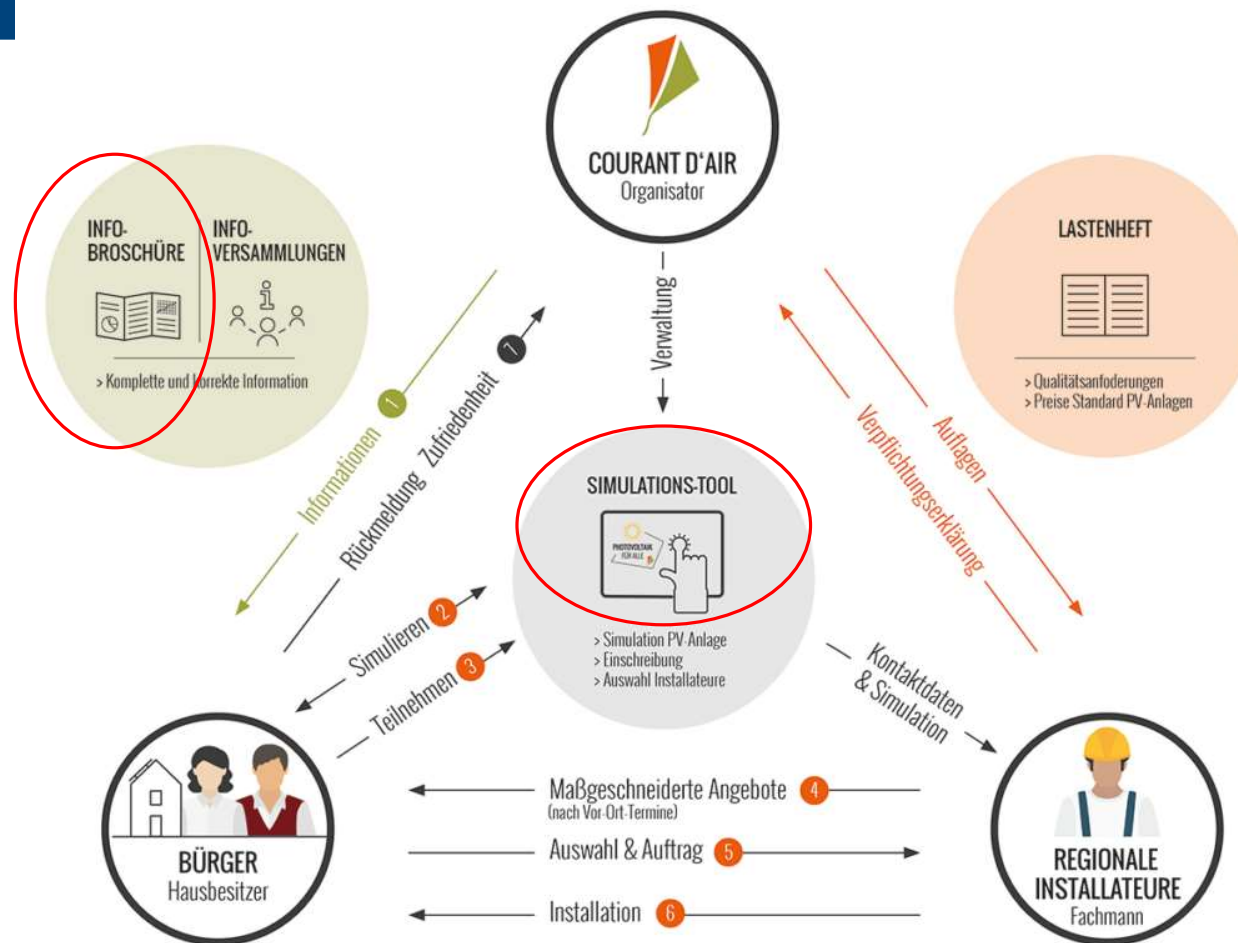 COURANT D'AIR
Organisator
INFO-
BROSCHÜRE
INFO-
VERSAMMLUNGEN
> Komplette und korrekte Information
LASTENHEFT
> Qualitätsanfoderungen
> Preise Standard PV-Anlagen
Verwaltung
Informationen 1
Rückmeldung Zufriedenheit 7
Auflagen
Verpflichtungserklärung
SIMULATIONS-TOOL
PHOTOVOLTAIK
FÜR ALLE
> Simulation PV-Anlage
> Einschreibung
> Auswahl Installateure
Simulieren 2
Teilnehmen 3
Kontaktdaten
& Simulation
Maßgeschneiderte Angebote 4
(nach Vor-Ort-Termine)
Auswahl & Auftrag 5
Installation 6
BÜRGER
Hausbesitzer
REGIONALE
INSTALLATEURE
Fachmann